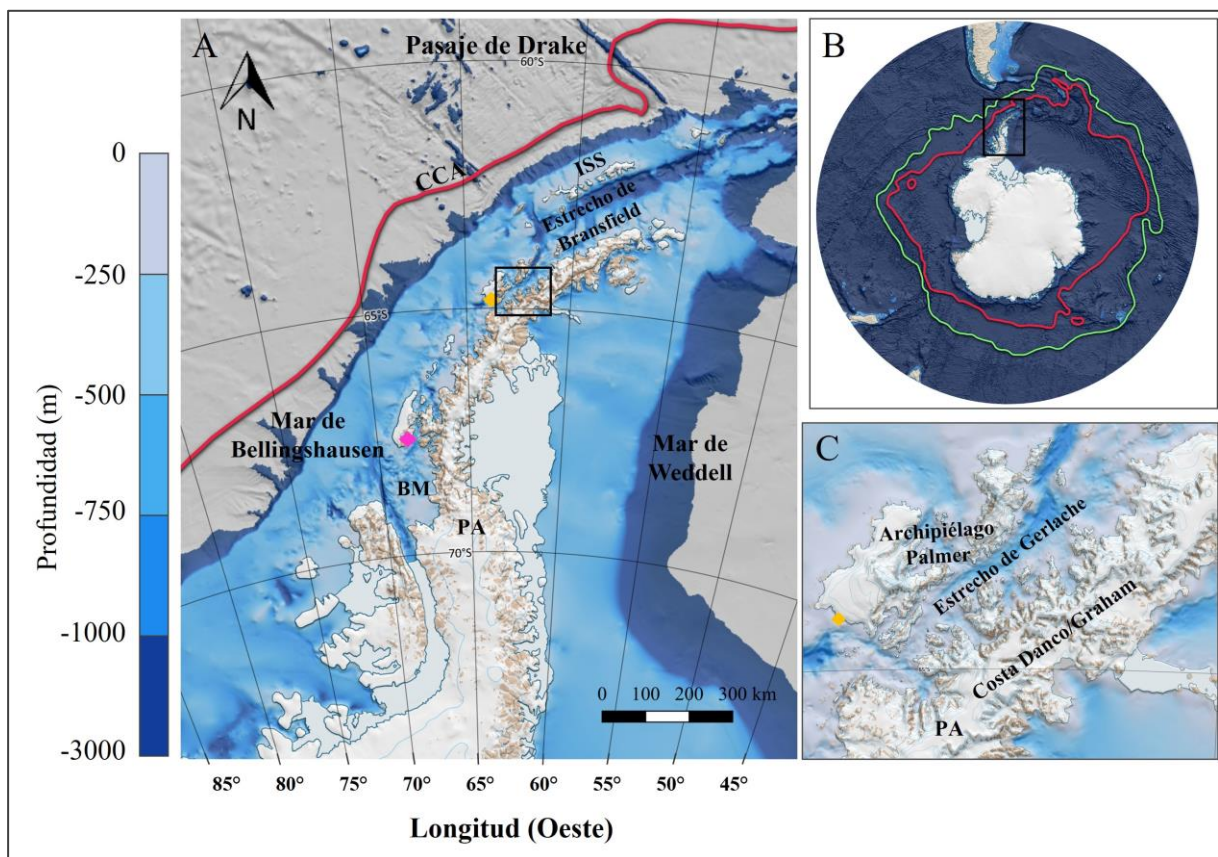 A
Pasaje de Drake
60°S
N
CCA
ISS
Estrecho de
Bransfield
65°S
Mar de
Bellingshausen
BM
PA
Mar de
Weddell
70°S
0 100 200 300 km
Profundidad (m)
0
-250
-500
-750
-1000
-3000
85° 80° 75° 70° 65° 60° 55° 50° 45°
Longitud (Oeste)
B
C
Archipiélago
Palmer
Estrecho de Gerlache
Costa Danco/Graham
PA